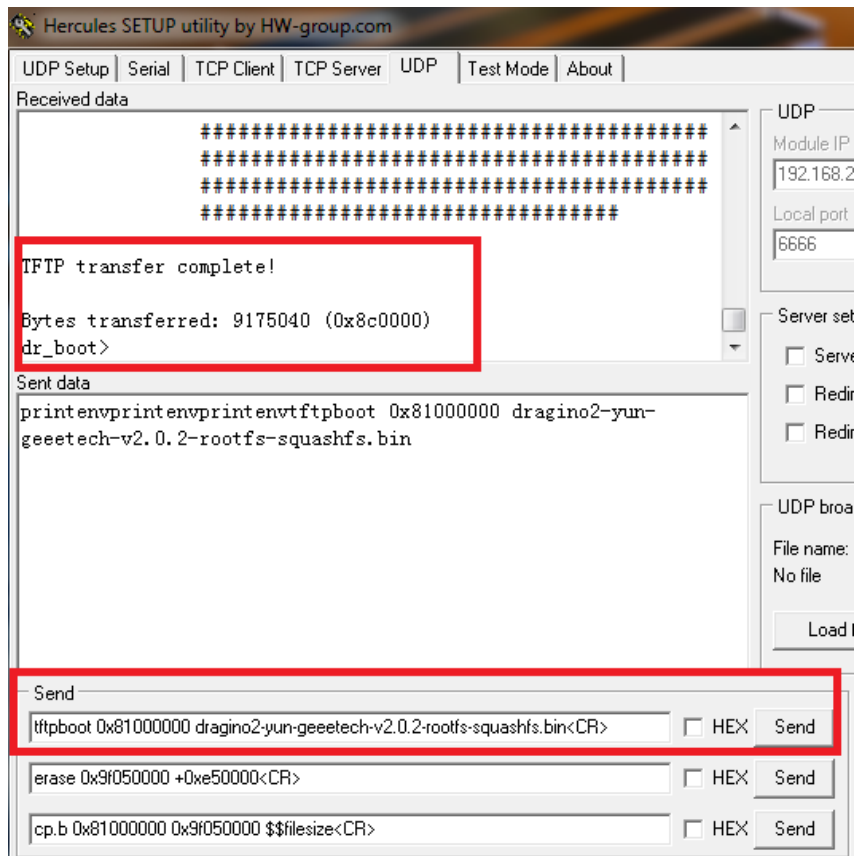 Hercules SETUP utility by HW-group.com
UDP Setup Serial TCP Client TCP Server UDP Test Mode About
Received data
########################################
########################################
########################################
#################################
TFTP transfer complete!
Bytes transferred: 9175040 (0x8c0000)
dr_boot>
Sent data
printenvprintenvprintenvtftpboot 0x81000000 dragino2-yun-
geeetech-v2.0.2-rootfs-squashfs.bin
Send
tftpboot 0x81000000 dragino2-yun-geeetech-v2.0.2-rootfs-squashfs.bin<CR> HEX Send
erase 0x9f050000 +0xe50000<CR> HEX Send
cp.b 0x81000000 0x9f050000 $$filesize<CR> HEX Send
UDP
Module IP
192.168.2
Local port
6666
Server set
Serve
Redir
Redir
UDP broa
File name:
No file
Load